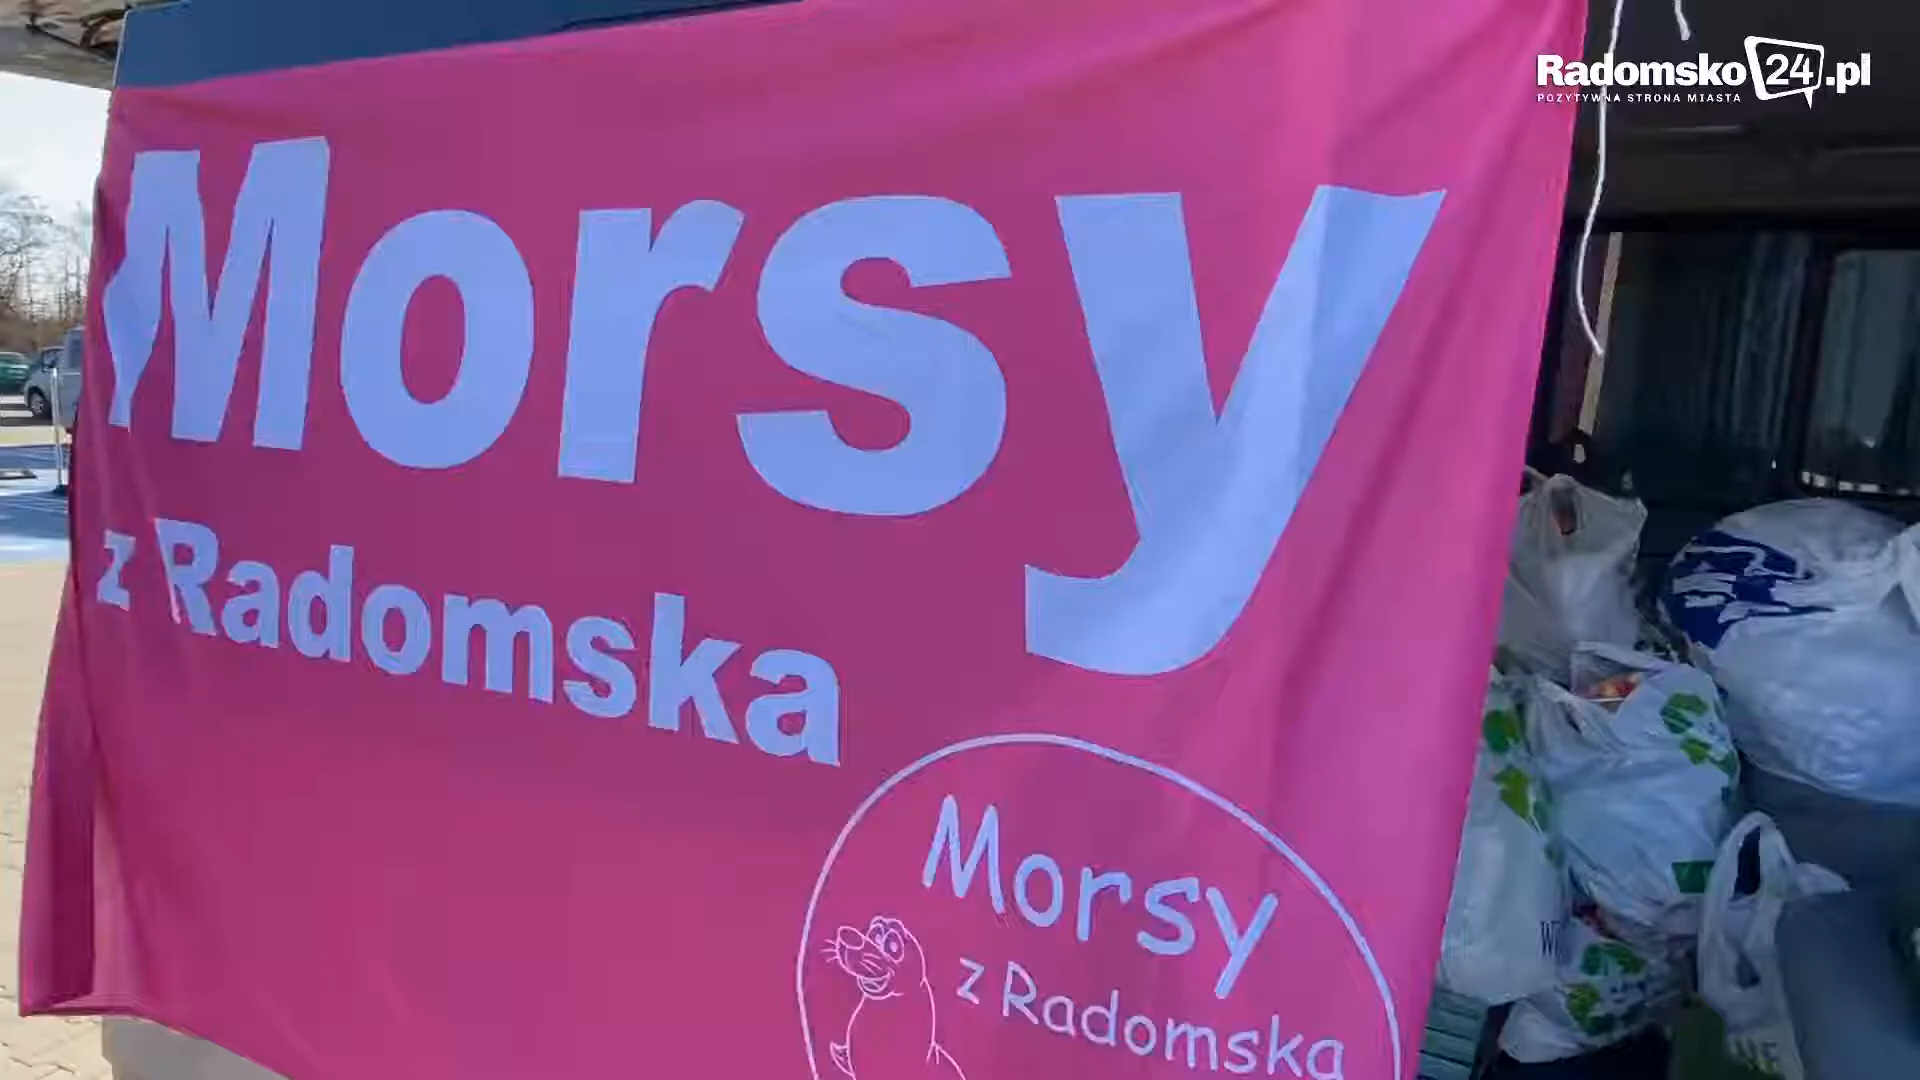 Radomsko24.pl
POZYTYWNA STRONA MIASTA
Morsy
z Radomska
Morsy
z Radomska